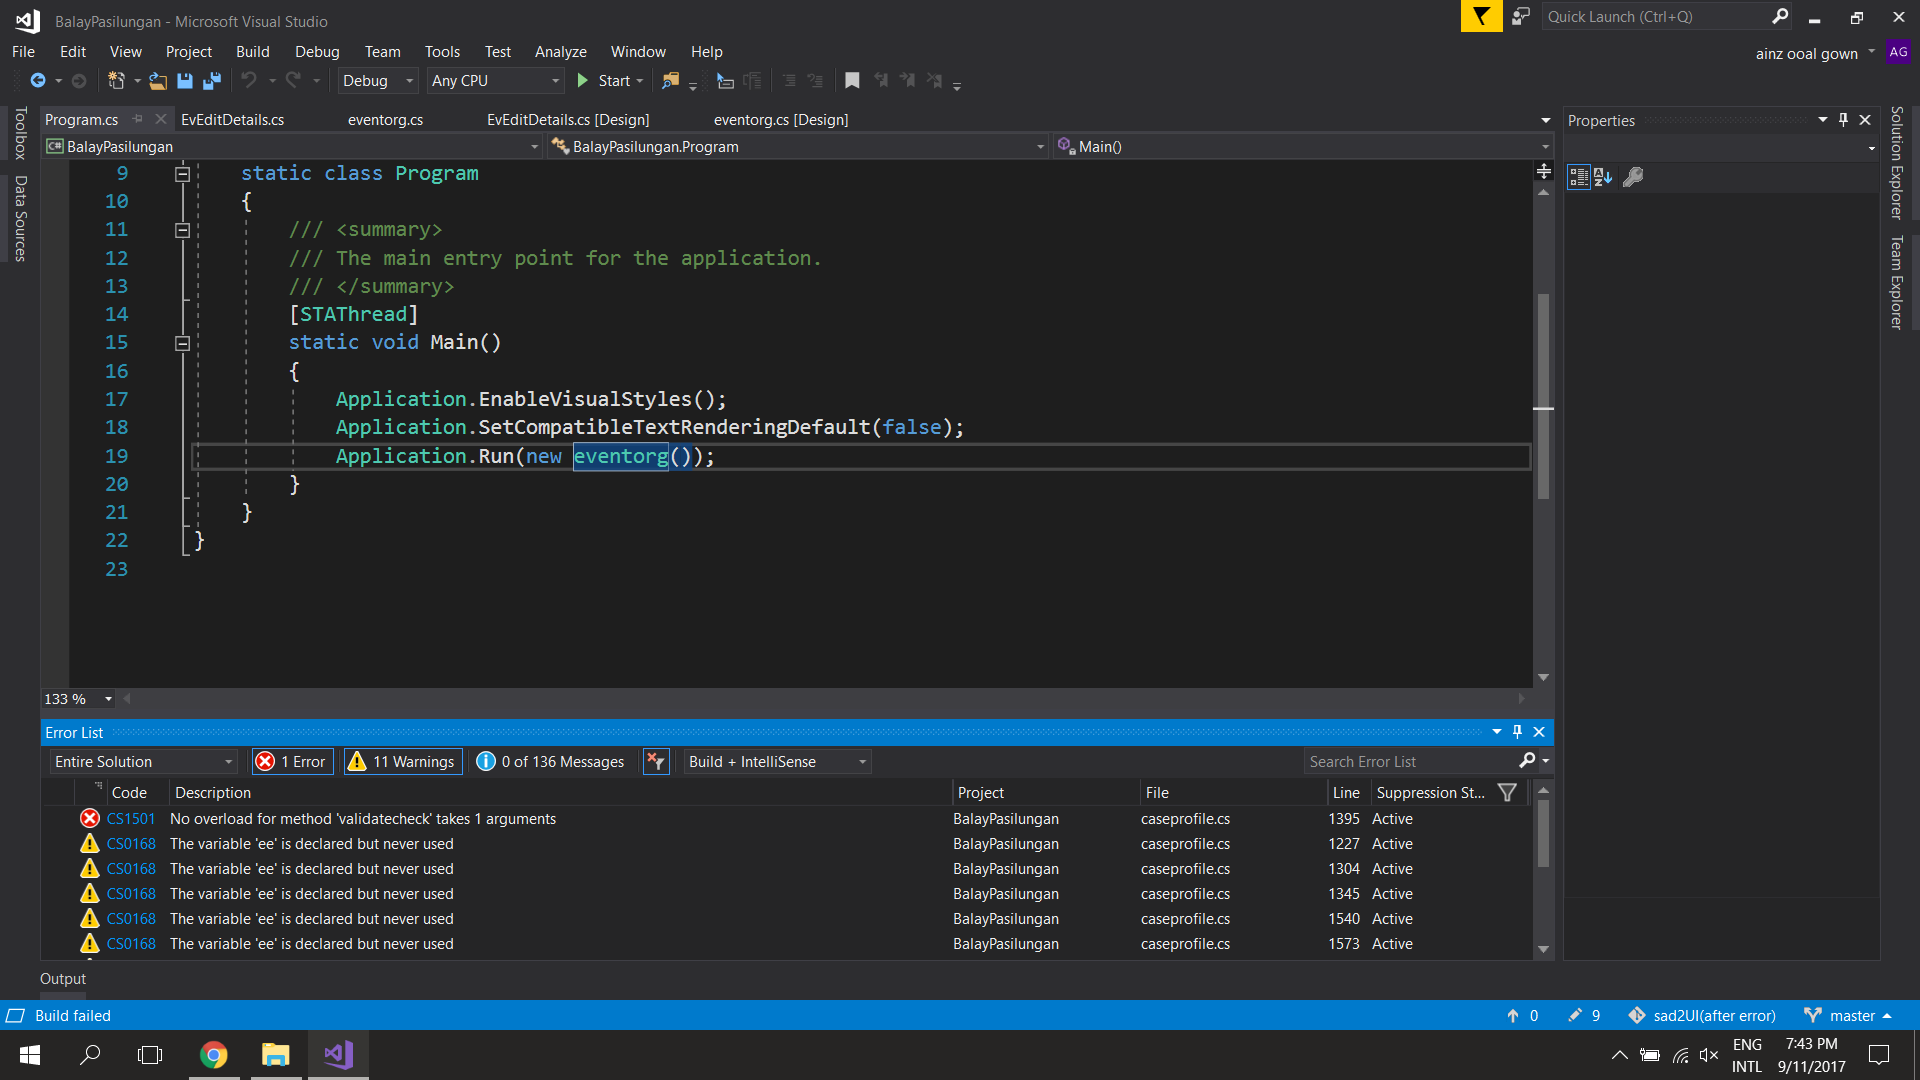 BalayPasilungan - Microsoft Visual Studio
Quick Launch (Ctrl+Q)
File Edit View Project Build Debug Team Tools Test Analyze Window Help
ainz ooal gown AG
Debug Any CPU Start
Toolbox
Data Sources
Program.cs EvEditDetails.cs eventorg.cs EvEditDetails.cs [Design] eventorg.cs [Design]
C# BalayPasilungan BalayPasilungan.Program Main()
9 static class Program
10 {
11 /// <summary>
12 /// The main entry point for the application.
13 /// </summary>
14 [STAThread]
15 static void Main()
16 {
17 Application.EnableVisualStyles();
18 Application.SetCompatibleTextRenderingDefault(false);
19 Application.Run(new eventorg());
20 }
21 }
22 }
23
133 %
Properties
Solution Explorer
Team Explorer
Error List
Entire Solution 1 Error 11 Warnings 0 of 136 Messages Build + IntelliSense Search Error List
Code Description Project File Line Suppression St...
CS1501 No overload for method 'validatecheck' takes 1 arguments BalayPasilungan caseprofile.cs 1395 Active
CS0168 The variable 'ee' is declared but never used BalayPasilungan caseprofile.cs 1227 Active
CS0168 The variable 'ee' is declared but never used BalayPasilungan caseprofile.cs 1304 Active
CS0168 The variable 'ee' is declared but never used BalayPasilungan caseprofile.cs 1345 Active
CS0168 The variable 'ee' is declared but never used BalayPasilungan caseprofile.cs 1540 Active
CS0168 The variable 'ee' is declared but never used BalayPasilungan caseprofile.cs 1573 Active
Output
Build failed 0 9 sad2UI(after error) master
ENG 7:43 PM
INTL 9/11/2017